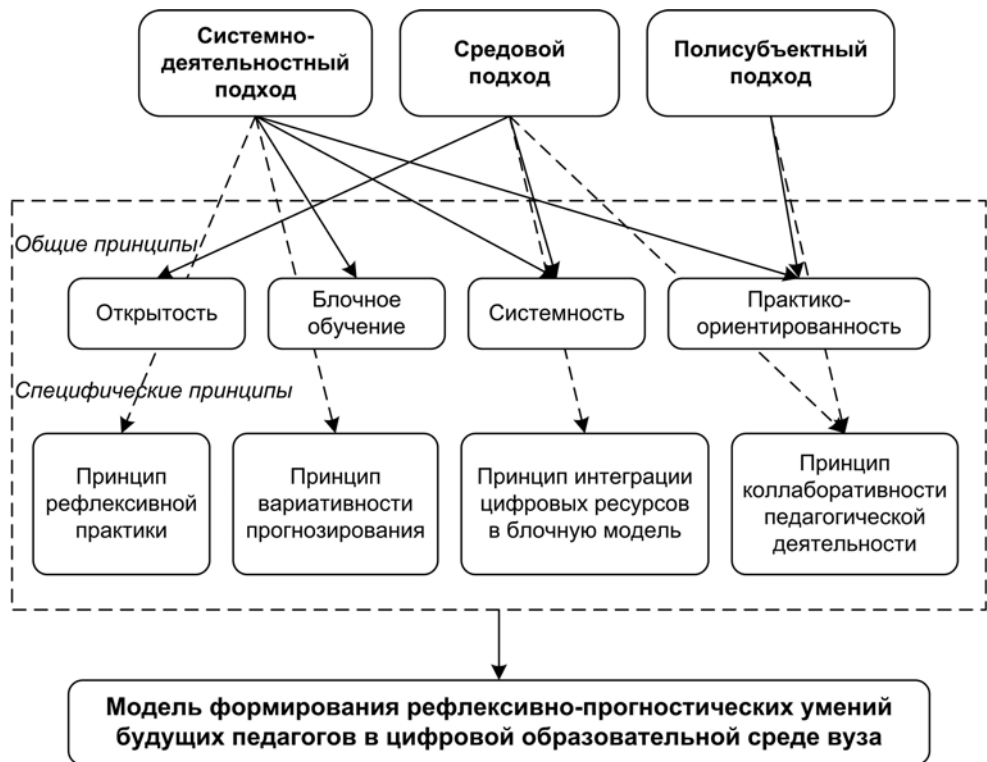 Системно-
деятельностный
подход
Средовой
подход
Полисубъектный
подход
Общие принципы
Открытость
Блочное
обучение
Системность
Практико-
ориентированность
Специфические принципы
Принцип
рефлексивной
практики
Принцип
вариативности
прогнозирования
Принцип интеграции
цифровых ресурсов
в блочную модель
Принцип
коллаборативности
педагогической
деятельности
Модель формирования рефлексивно-прогностических умений
будущих педагогов в цифровой образовательной среде вуза